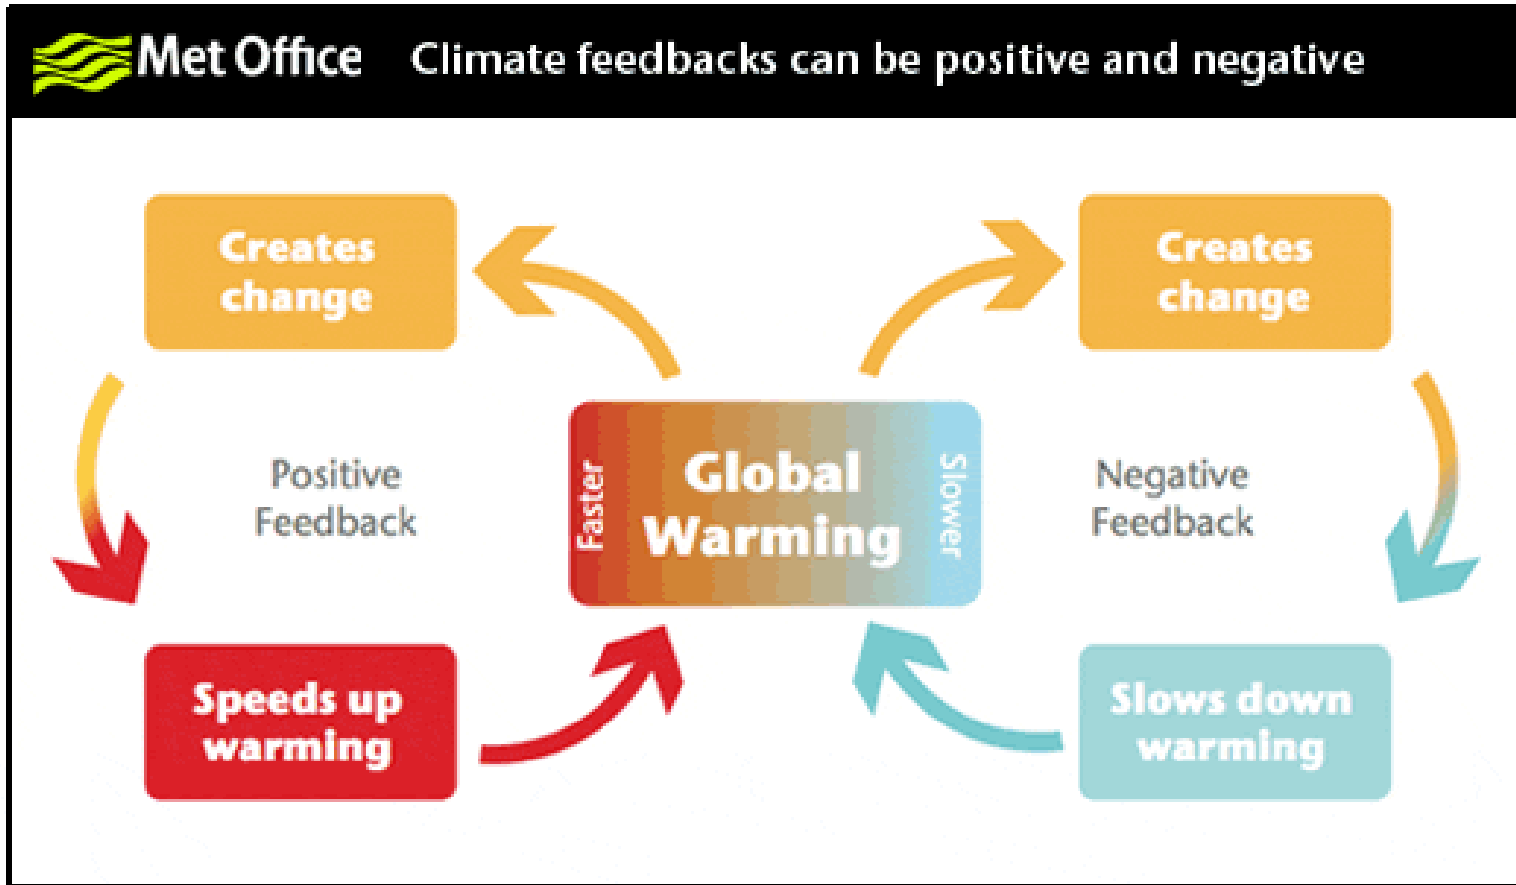 Met Office
Climate feedbacks can be positive and negative
Creates
change
Creates
change
Positive
Feedback
Faster
Global
Warming
Slower
Negative
Feedback
Speeds up
warming
Slows down
warming